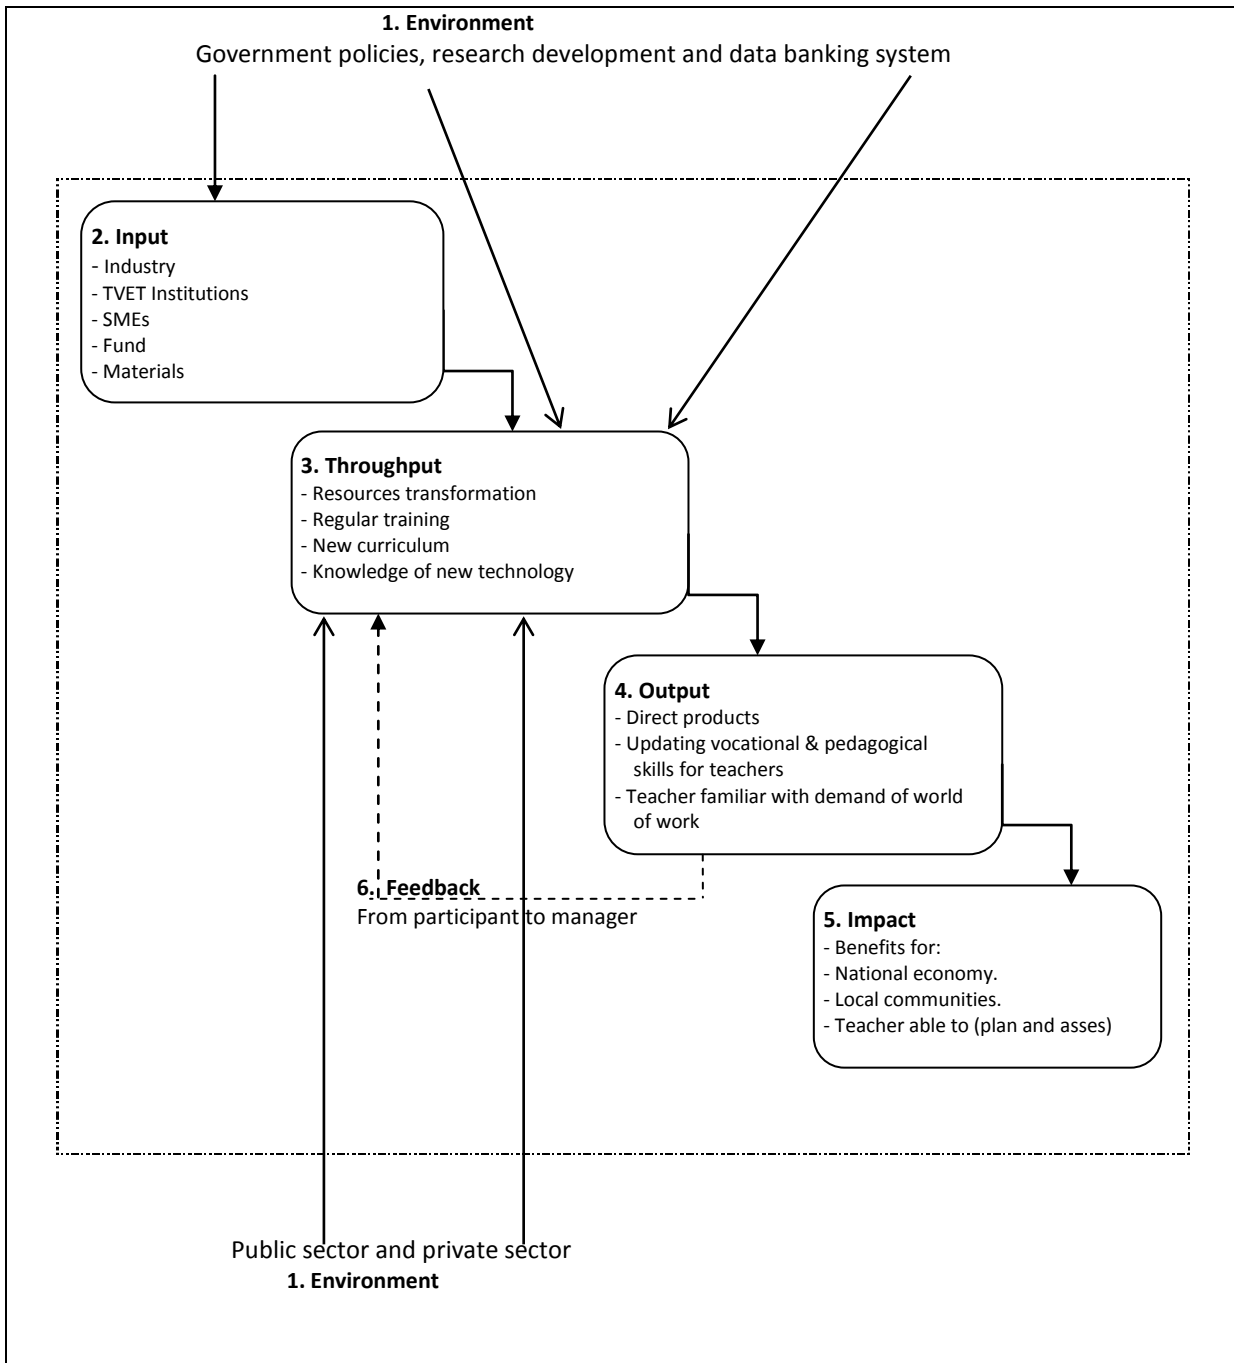 1. Environment
Government policies, research development and data banking system
2. Input
- Industry
- TVET Institutions
- SMEs
- Fund
- Materials
3. Throughput
- Resources transformation
- Regular training
- New curriculum
- Knowledge of new technology
4. Output
- Direct products
- Updating vocational & pedagogical
skills for teachers
- Teacher familiar with demand of world
of work
6. Feedback
From participant to manager
5. Impact
- Benefits for:
- National economy.
- Local communities.
- Teacher able to (plan and asses)
Public sector and private sector
1. Environment